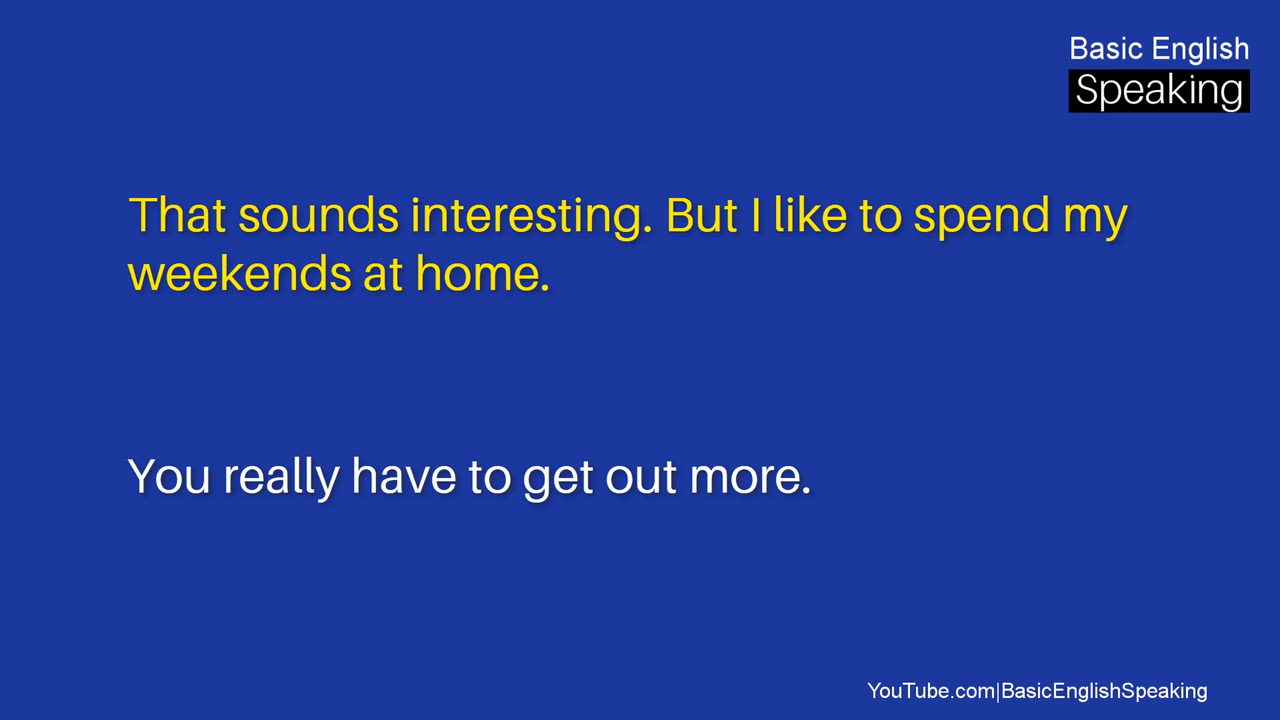 Basic English
Speaking
That sounds interesting. But I like to spend my
weekends at home.
You really have to get out more.
YouTube.com|BasicEnglishSpeaking